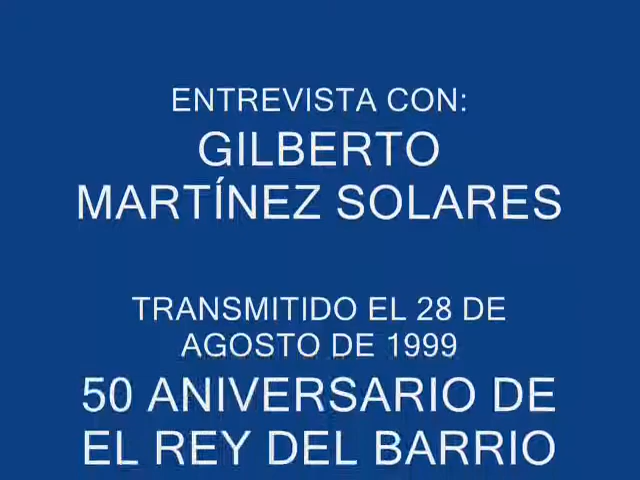 ENTREVISTA CON:
GILBERTO
MARTÍNEZ SOLARES
TRANSMITIDO EL 28 DE
AGOSTO DE 1999
50 ANIVERSARIO DE
EL REY DEL BARRIO